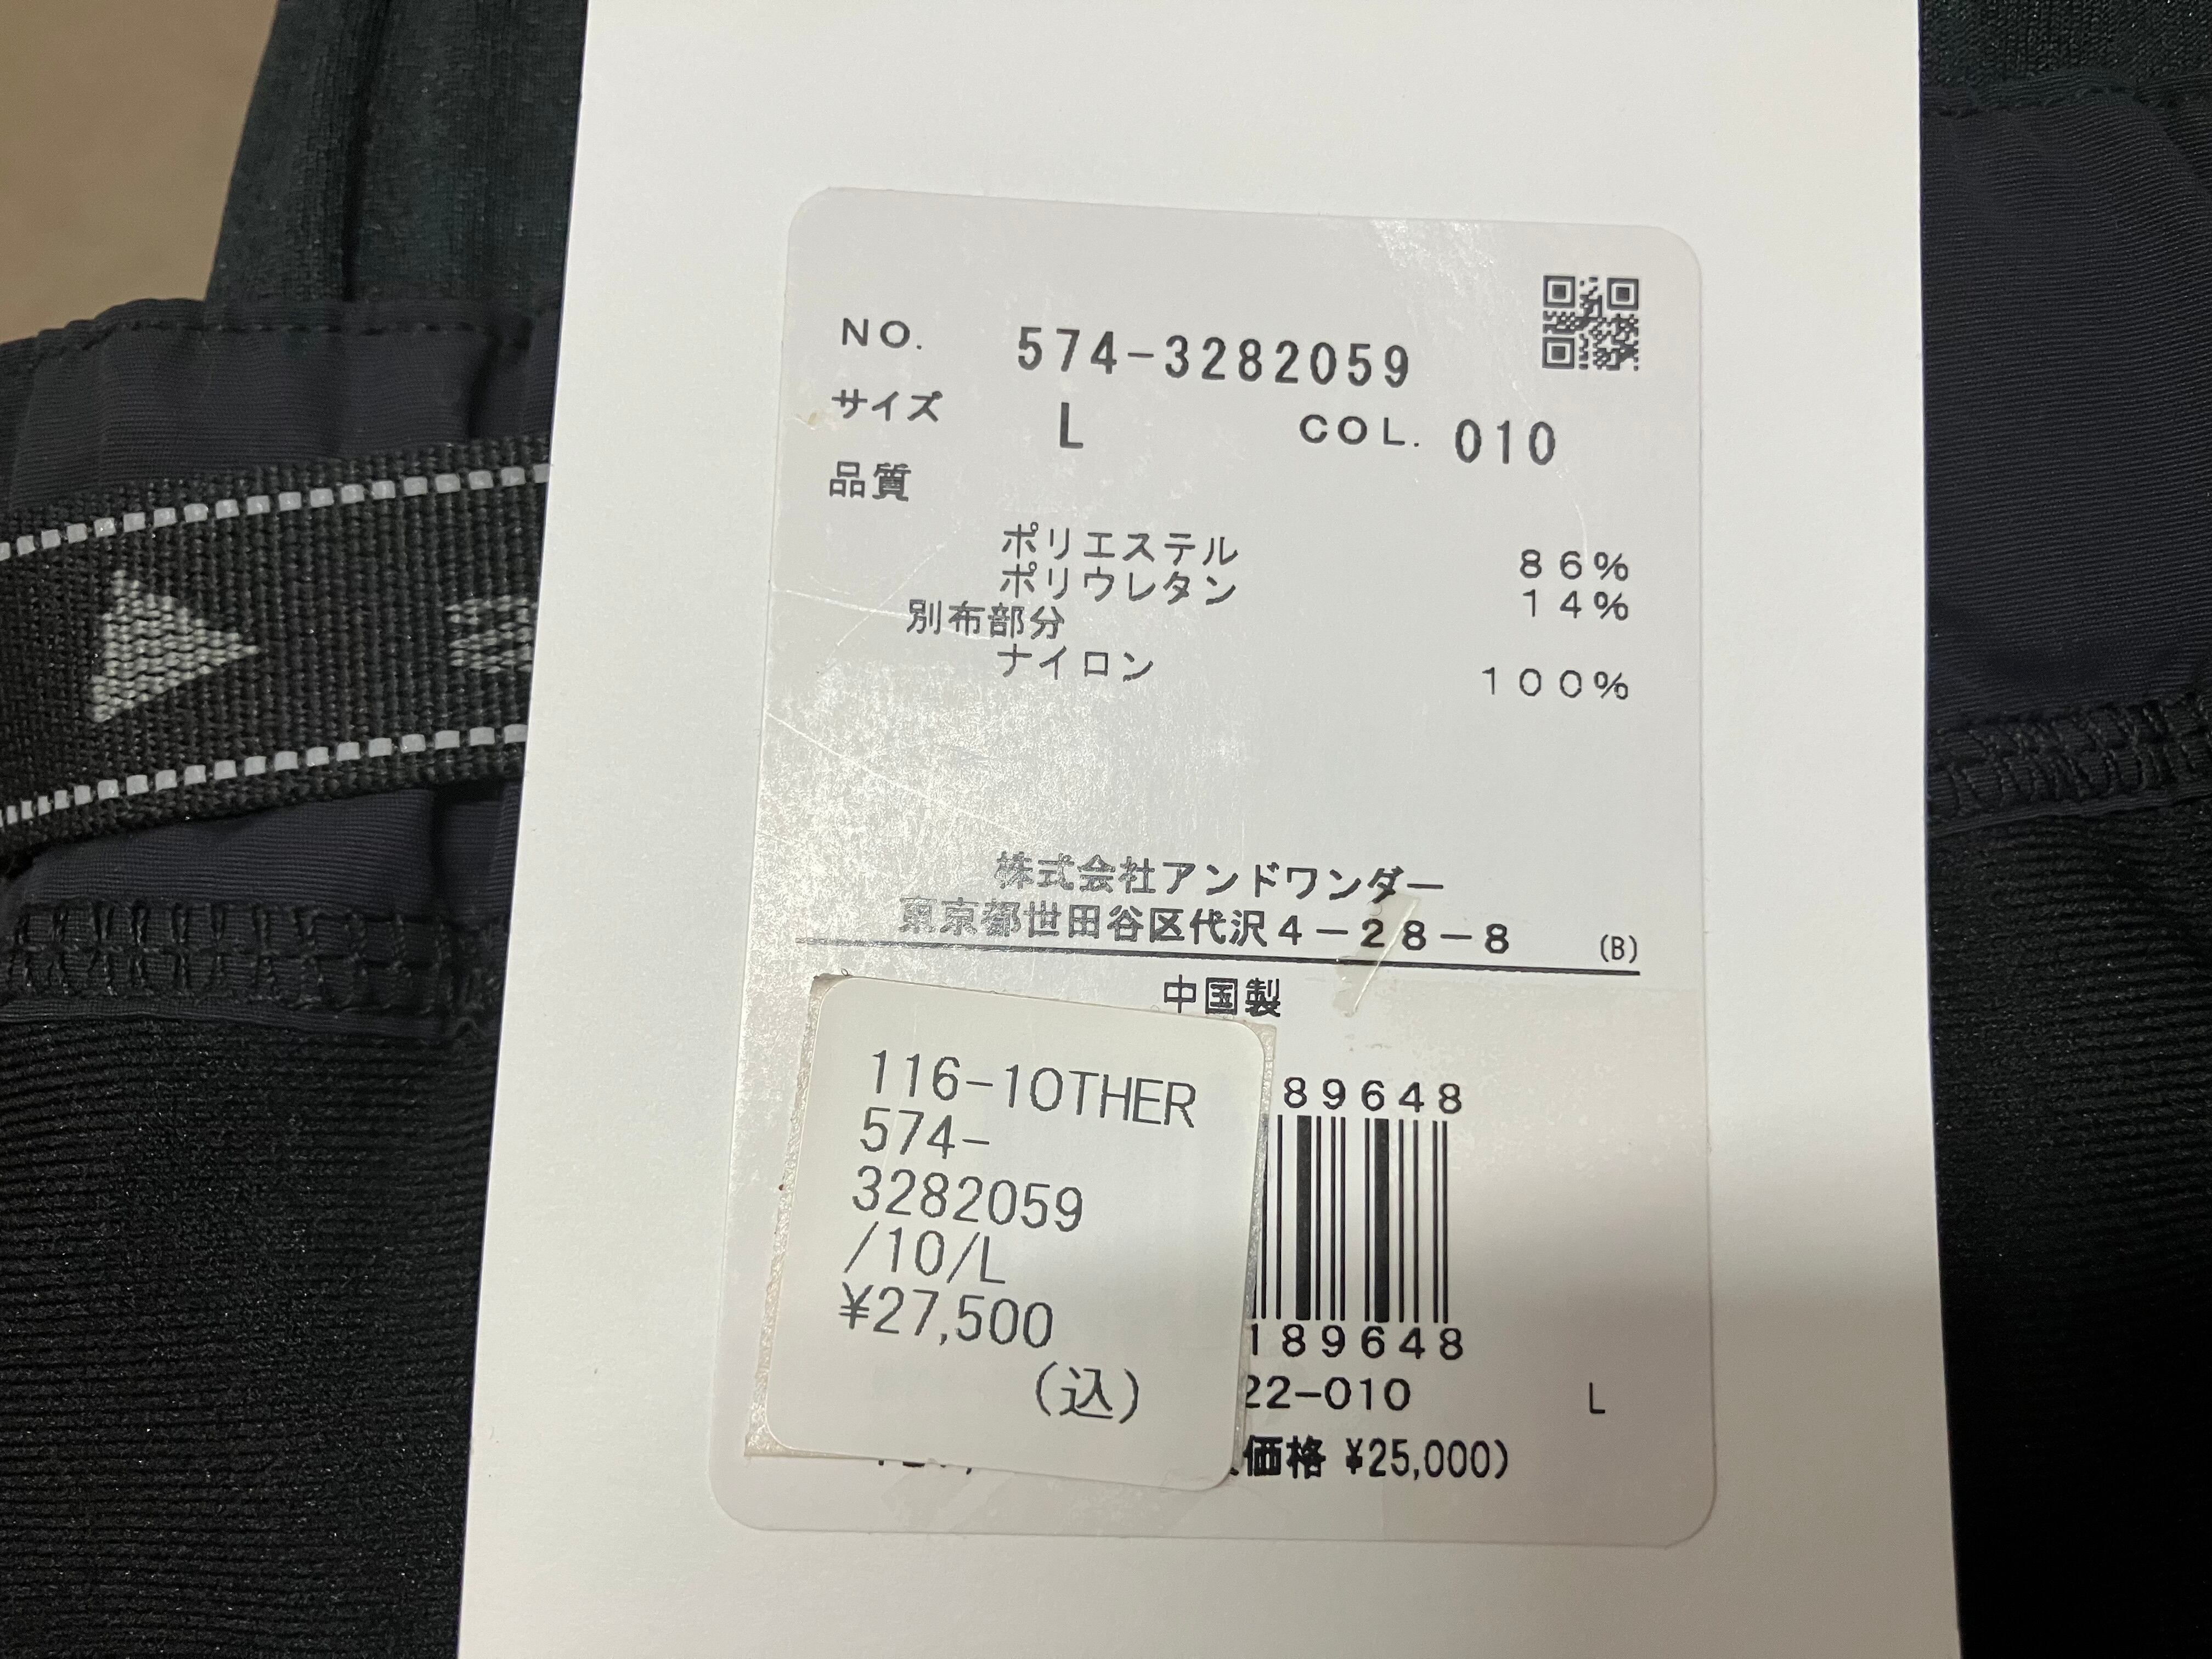 NO. 574-3282059
サイズ L COL. 010
品質
ポリエステル 86%
ポリウレタン 14%
別布部分
ナイロン 100%
株式会社アンドワンダー
東京都世田谷区代沢4-28-8 (B)
中国製
89648
189648
22-010 L
価格 ¥25,000)
116-1OTHER
574-
3282059
/10/L
¥27,500
(込)